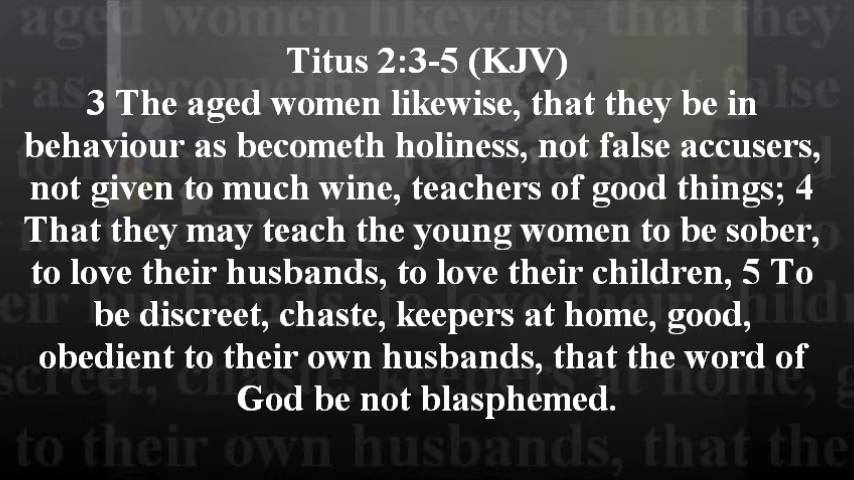 Titus 2:3-5 (KJV)
3 The aged women likewise, that they be in
behaviour as becometh holiness, not false accusers,
not given to much wine, teachers of good things; 4
That they may teach the young women to be sober,
to love their husbands, to love their children, 5 To
be discreet, chaste, keepers at home, good,
obedient to their own husbands, that the word of
God be not blasphemed.